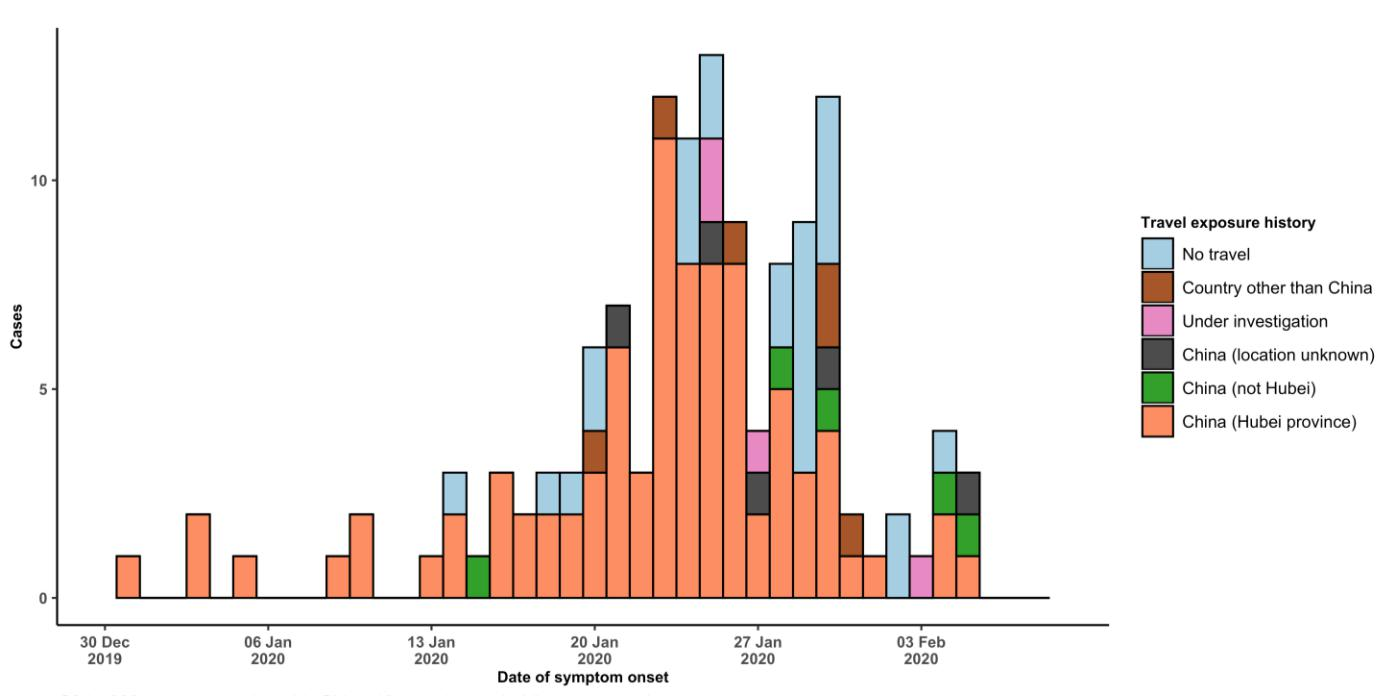 10
5
0
Cases
30 Dec
2019
06 Jan
2020
13 Jan
2020
20 Jan
2020
27 Jan
2020
03 Feb
2020
Date of symptom onset
Travel exposure history
No travel
Country other than China
Under investigation
China (location unknown)
China (not Hubei)
China (Hubei province)